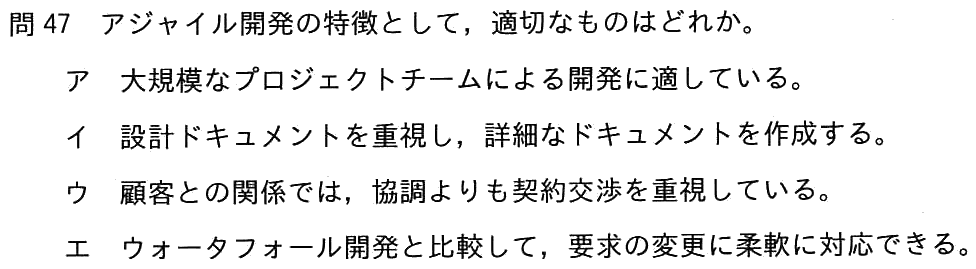 問47 アジャイル開発の特徴として，適切なものはどれか。
ア 大規模なプロジェクトチームによる開発に適している。
イ 設計ドキュメントを重視し，詳細なドキュメントを作成する。
ウ 顧客との関係では，協調よりも契約交渉を重視している。
エ ウォータフォール開発と比較して，要求の変更に柔軟に対応できる。